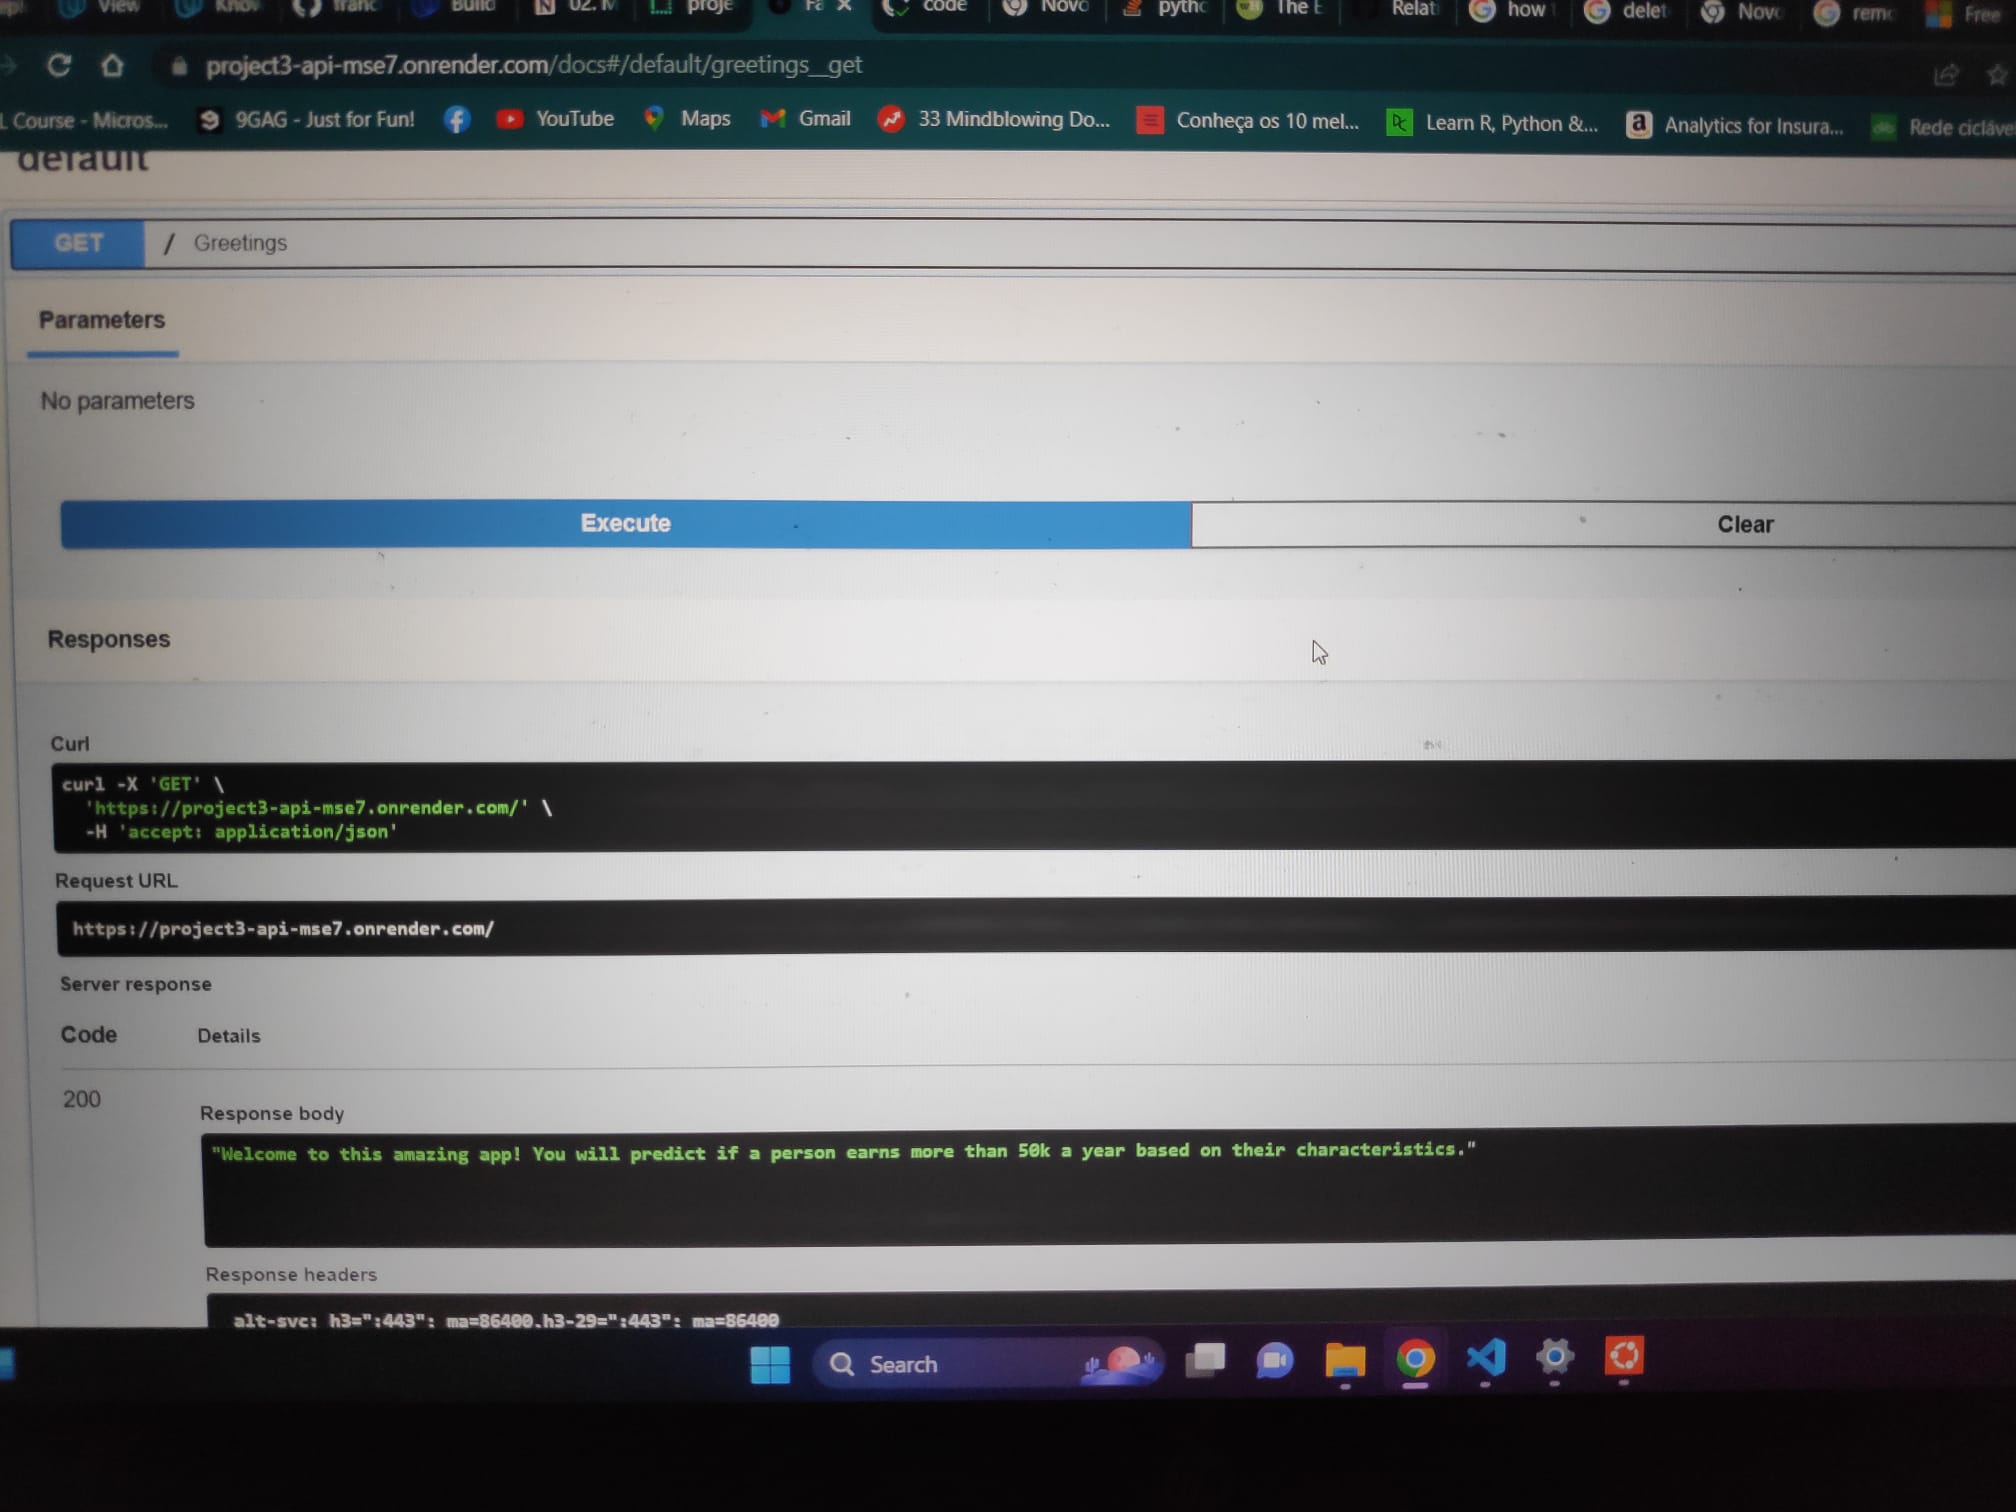 View
Build
02. M
proje
code
Novo
pytho
The E
Relat
how t
delet
Novo
remo
Free
project3-api-mse7.onrender.com/docs#/default/greetings__get
L Course - Micros...
9GAG - Just for Fun!
YouTube
Maps
Gmail
33 Mindblowing Do...
Conheça os 10 mel...
Learn R, Python &...
Analytics for Insura...
Rede cicláve
default
GET / Greetings
Parameters
No parameters
Execute
Clear
Responses
Curl
curl -X 'GET' \
'https://project3-api-mse7.onrender.com/' \
-H 'accept: application/json'
Request URL
https://project3-api-mse7.onrender.com/
Server response
Code Details
200
Response body
"Welcome to this amazing app! You will predict if a person earns more than 50k a year based on their characteristics."
Response headers
alt-svc: h3=":443"; ma=86400,h3-29=":443"; ma=86400
Search